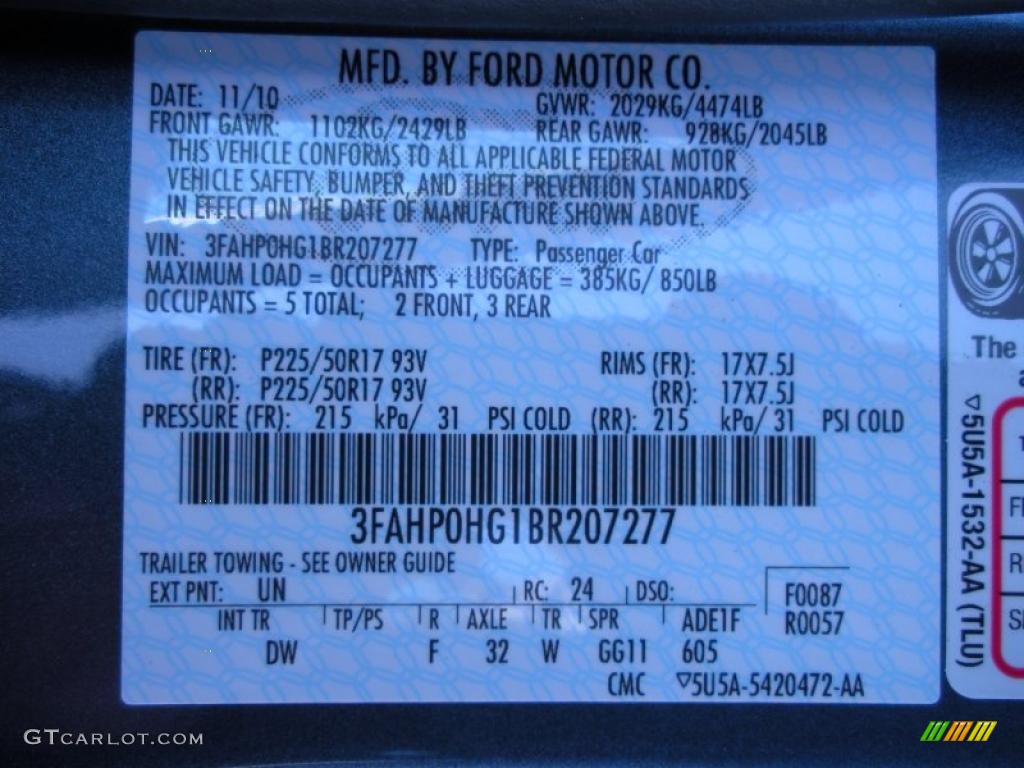 MFD. BY FORD MOTOR CO.
DATE: 11/10 GVWR: 2029KG/4474LB
FRONT GAWR: 1102KG/2429LB REAR GAWR: 928KG/2045LB
THIS VEHICLE CONFORMS TO ALL APPLICABLE FEDERAL MOTOR
VEHICLE SAFETY, BUMPER, AND THEFT PREVENTION STANDARDS
IN EFFECT ON THE DATE OF MANUFACTURE SHOWN ABOVE.
VIN: 3FAHP0HG1BR207277 TYPE: Passenger Car
MAXIMUM LOAD = OCCUPANTS + LUGGAGE = 385KG/ 850LB
OCCUPANTS = 5 TOTAL; 2 FRONT, 3 REAR
TIRE (FR): P225/50R17 93V RIMS (FR): 17X7.5J
(RR): P225/50R17 93V (RR): 17X7.5J
PRESSURE (FR): 215 kPa/ 31 PSI COLD (RR): 215 kPa/ 31 PSI COLD
3FAHP0HG1BR207277
TRAILER TOWING - SEE OWNER GUIDE
EXT PNT: UN RC: 24 DSO: F0087
INT TR TP/PS R AXLE TR SPR ADE1F R0057
DW F 32 W GG11 605
CMC ▽5U5A-5420472-AA
The
▽5U5A-1532-AA (TLU)
GTCARLOT.COM